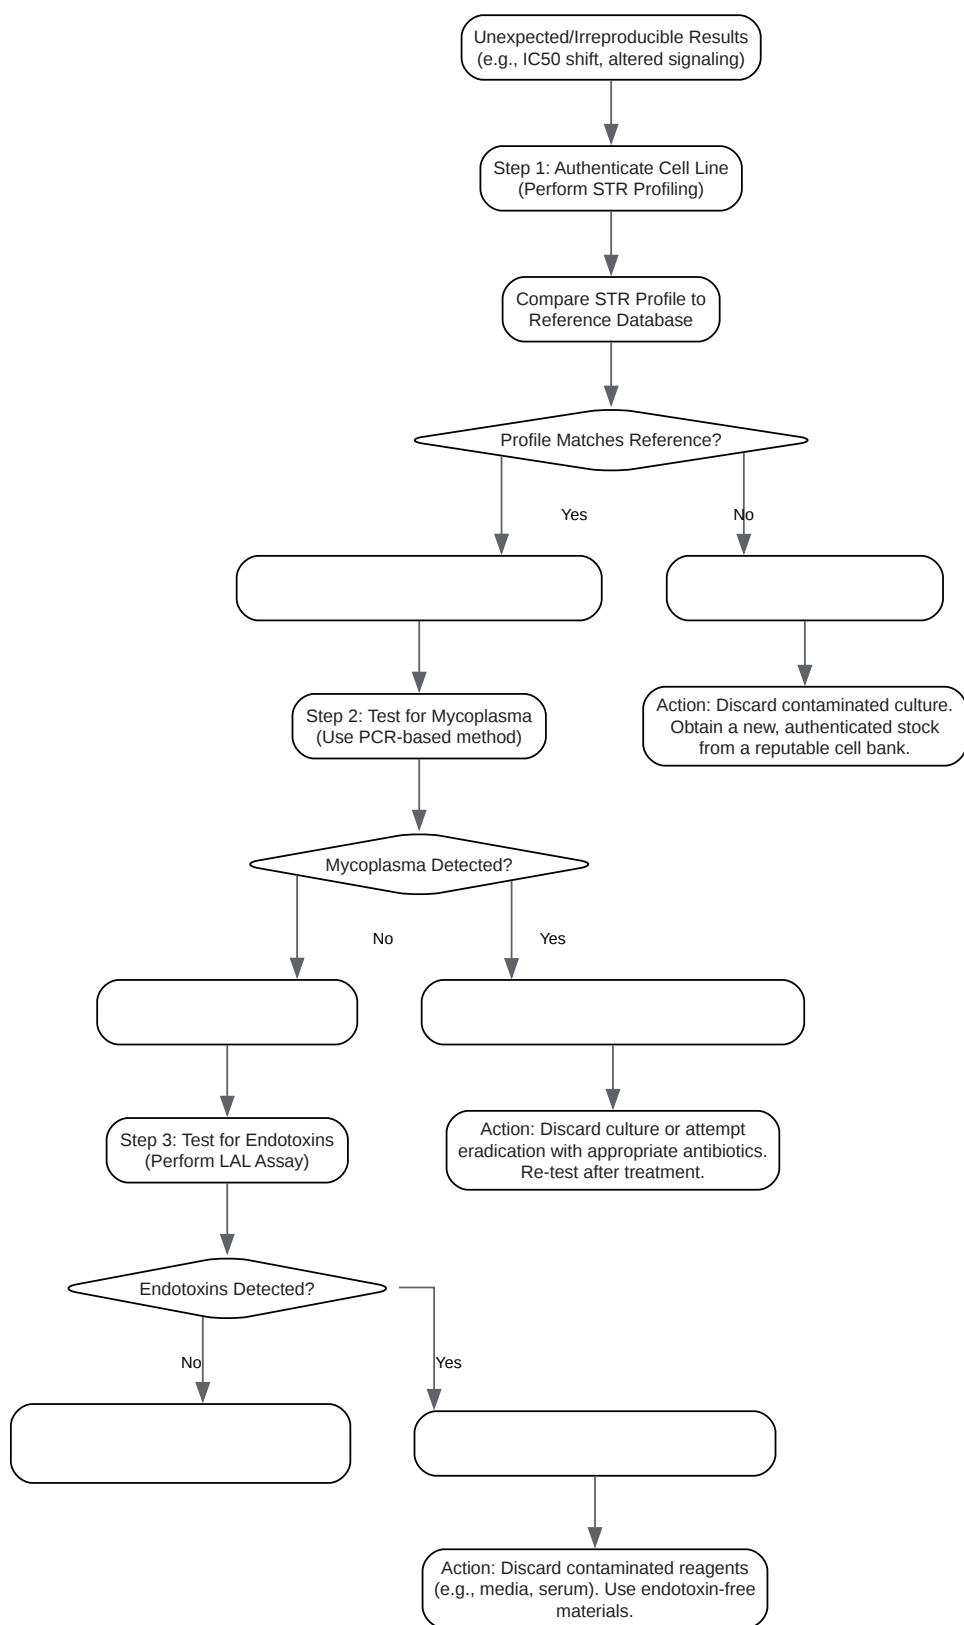 Unexpected/Irreproducible Results
(e.g., IC50 shift, altered signaling)
Step 1: Authenticate Cell Line
(Perform STR Profiling)
Compare STR Profile to
Reference Database
Profile Matches Reference?
Yes
No
Action: Discard contaminated culture.
Obtain a new, authenticated stock
from a reputable cell bank.
Step 2: Test for Mycoplasma
(Use PCR-based method)
Mycoplasma Detected?
No
Yes
Action: Discard culture or attempt
eradication with appropriate antibiotics.
Re-test after treatment.
Step 3: Test for Endotoxins
(Perform LAL Assay)
Endotoxins Detected?
No
Yes
Action: Discard contaminated reagents
(e.g., media, serum). Use endotoxin-free
materials.